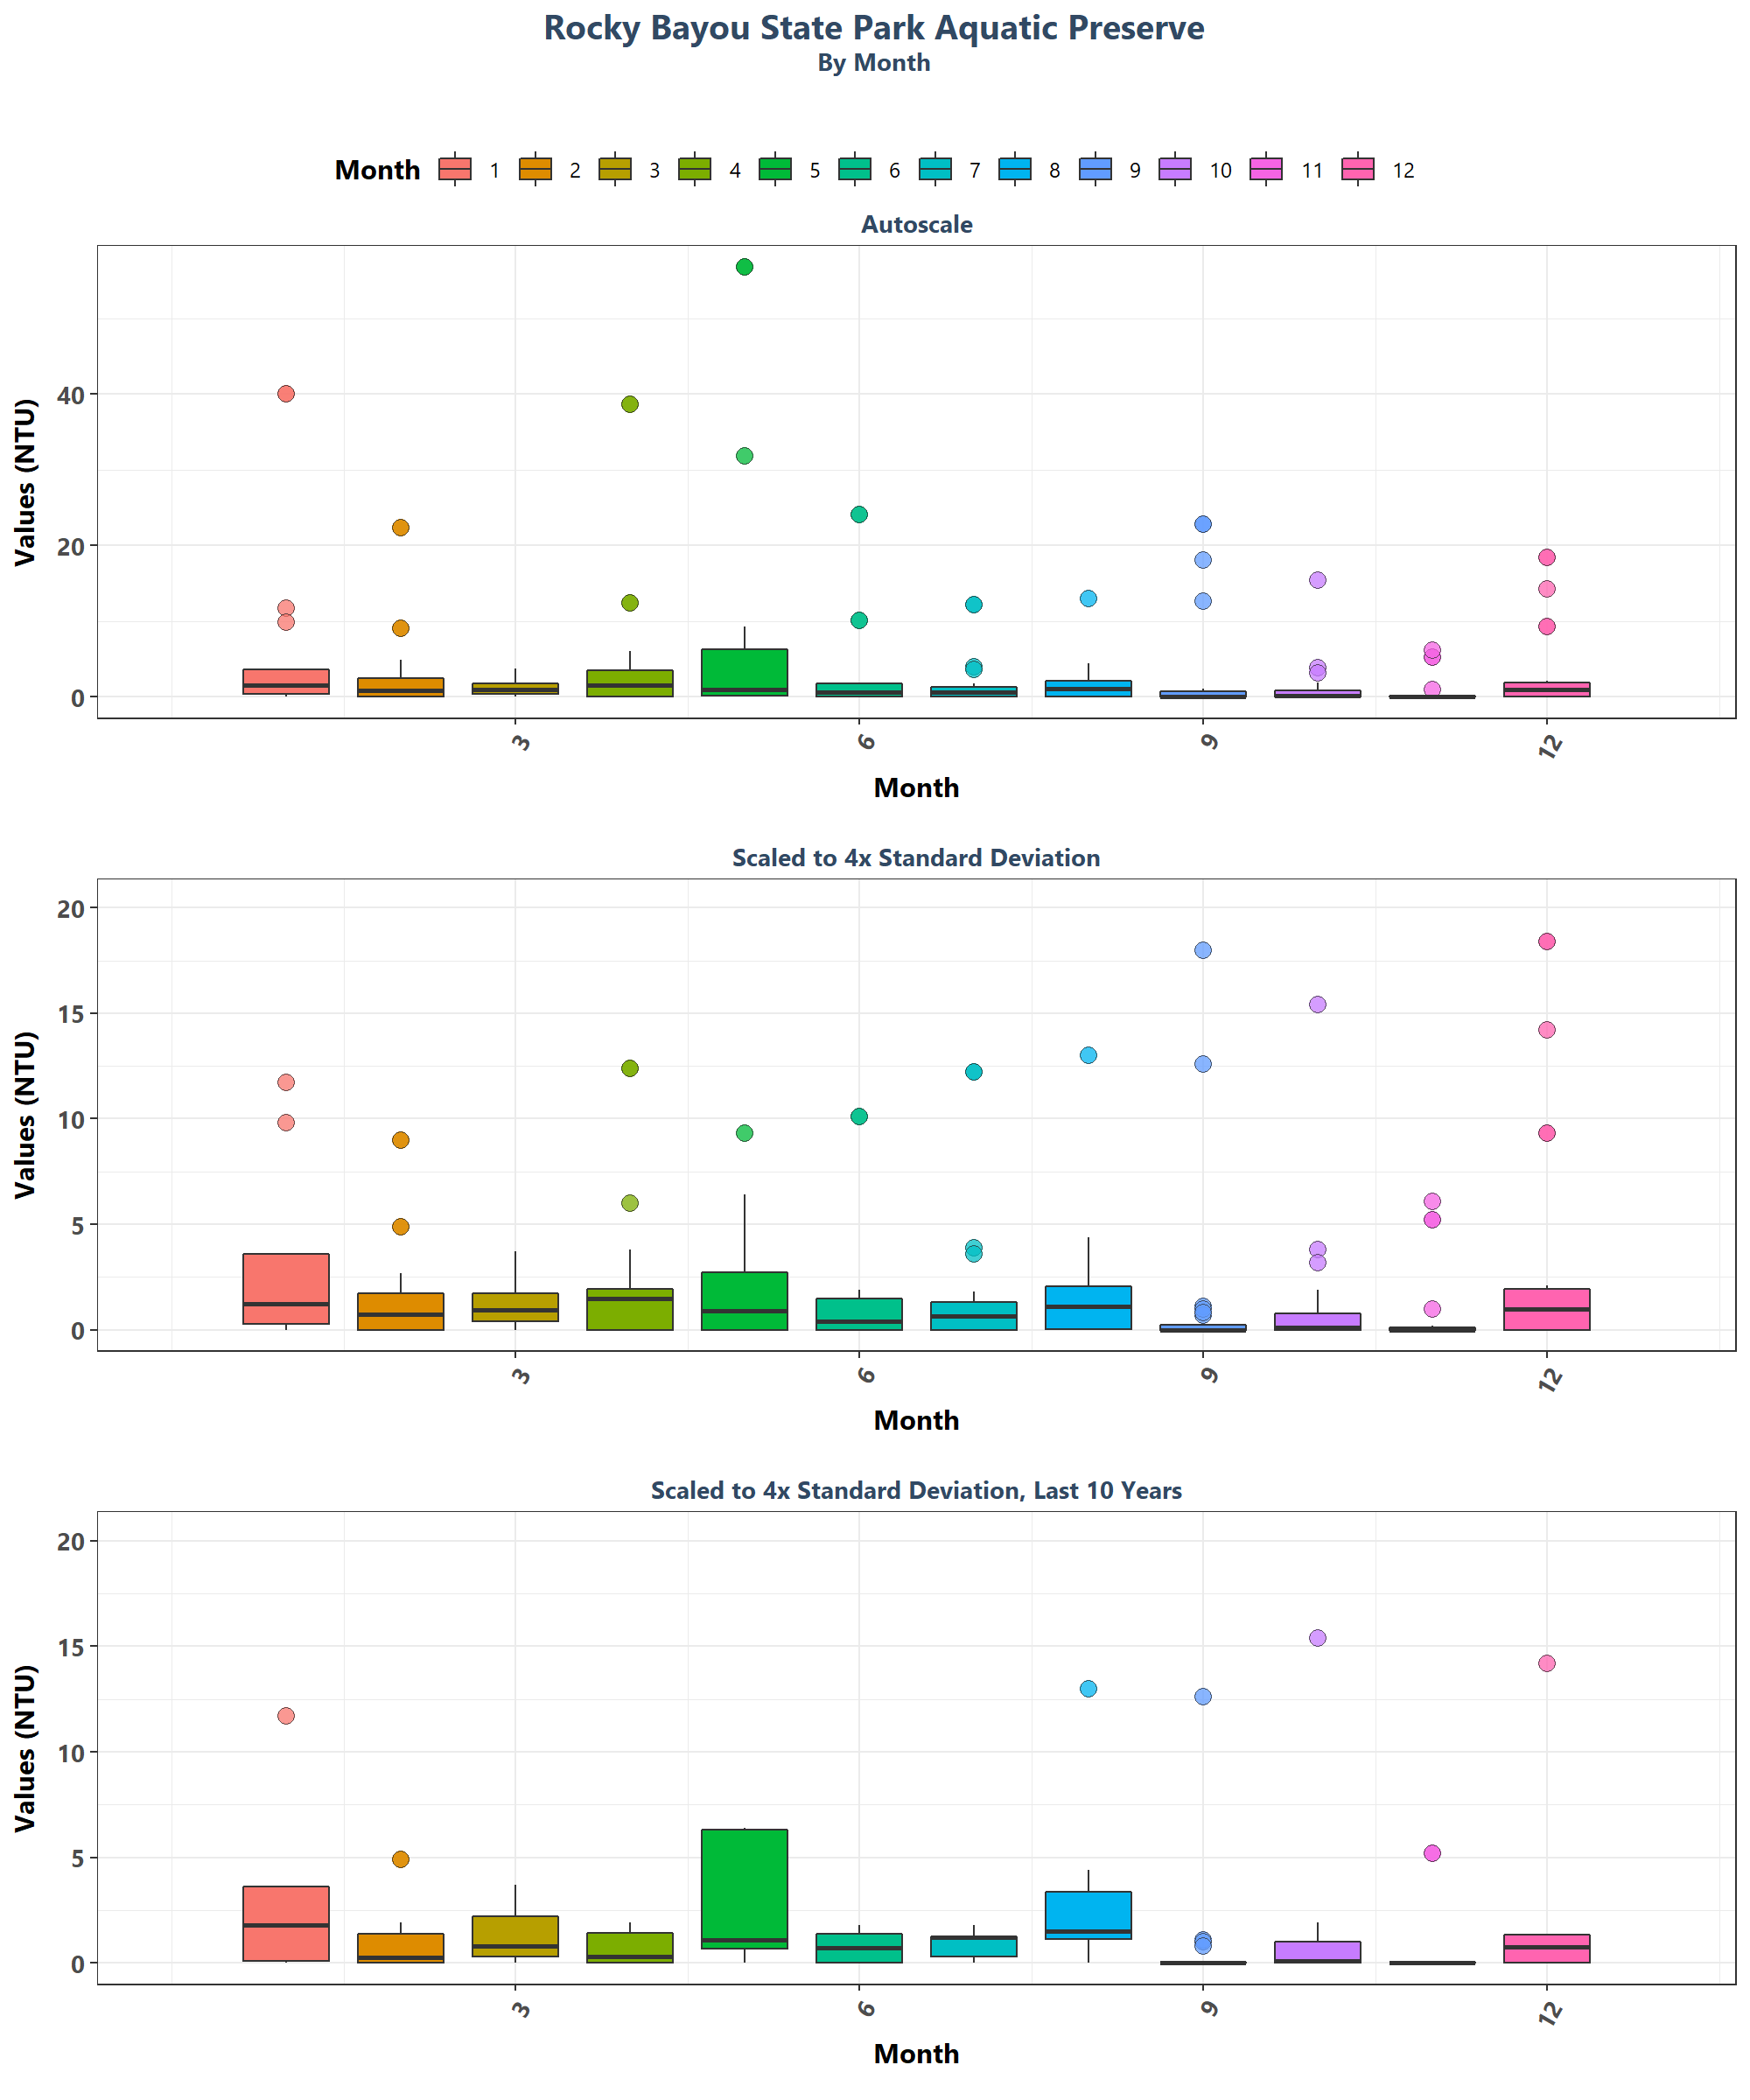 Rocky Bayou State Park Aquatic Preserve
By Month
Month 1 2 3 4 5 6 7 8 9 10 11 12
Autoscale
Values (NTU)
40
20
0
3 6 9 12
Month
Scaled to 4x Standard Deviation
Values (NTU)
20
15
10
5
0
3 6 9 12
Month
Scaled to 4x Standard Deviation, Last 10 Years
Values (NTU)
20
15
10
5
0
3 6 9 12
Month